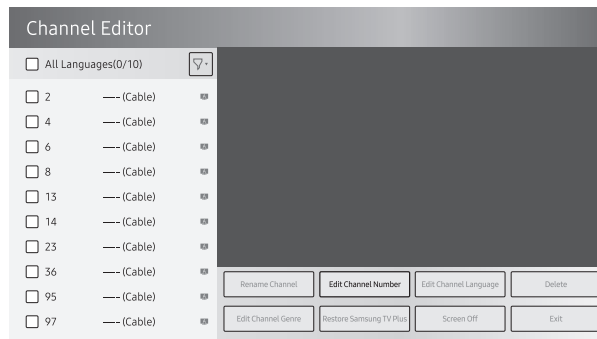 Channel Editor
All Languages(0/10)
2 —-- (Cable)
4 —-- (Cable)
6 —-- (Cable)
8 —-- (Cable)
13 —-- (Cable)
14 —-- (Cable)
23 —-- (Cable)
36 —-- (Cable)
95 —-- (Cable)
97 —-- (Cable)
Rename Channel Edit Channel Number Edit Channel Language Delete
Edit Channel Genre Restore Samsung TV Plus Screen Off Exit